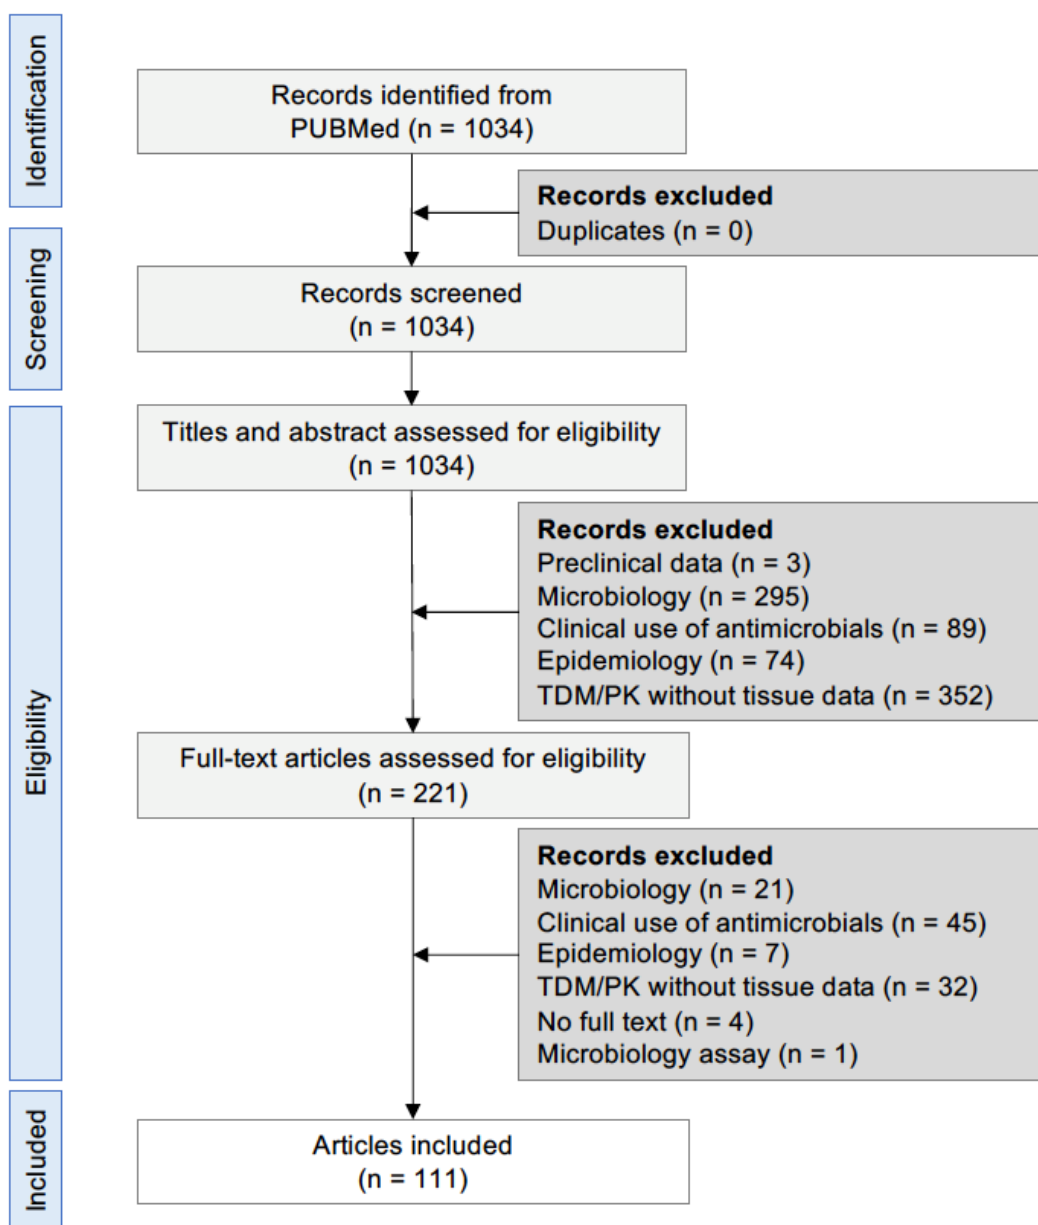 Identification
Records identified from
PUBMed (n = 1034)
Records excluded
Duplicates (n = 0)
Screening
Records screened
(n = 1034)
Eligibility
Titles and abstract assessed for eligibility
(n = 1034)
Records excluded
Preclinical data (n = 3)
Microbiology (n = 295)
Clinical use of antimicrobials (n = 89)
Epidemiology (n = 74)
TDM/PK without tissue data (n = 352)
Full-text articles assessed for eligibility
(n = 221)
Records excluded
Microbiology (n = 21)
Clinical use of antimicrobials (n = 45)
Epidemiology (n = 7)
TDM/PK without tissue data (n = 32)
No full text (n = 4)
Microbiology assay (n = 1)
Included
Articles included
(n = 111)